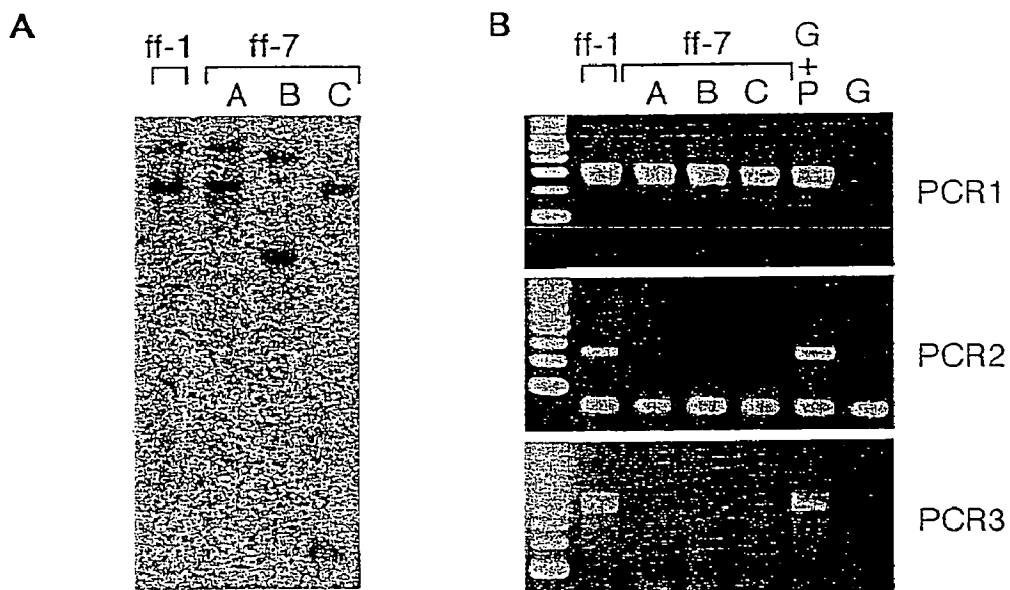 A
ff-1 ff-7
A B C
B
ff-1 ff-7 G
+
A B C P G
PCR1
PCR2
PCR3